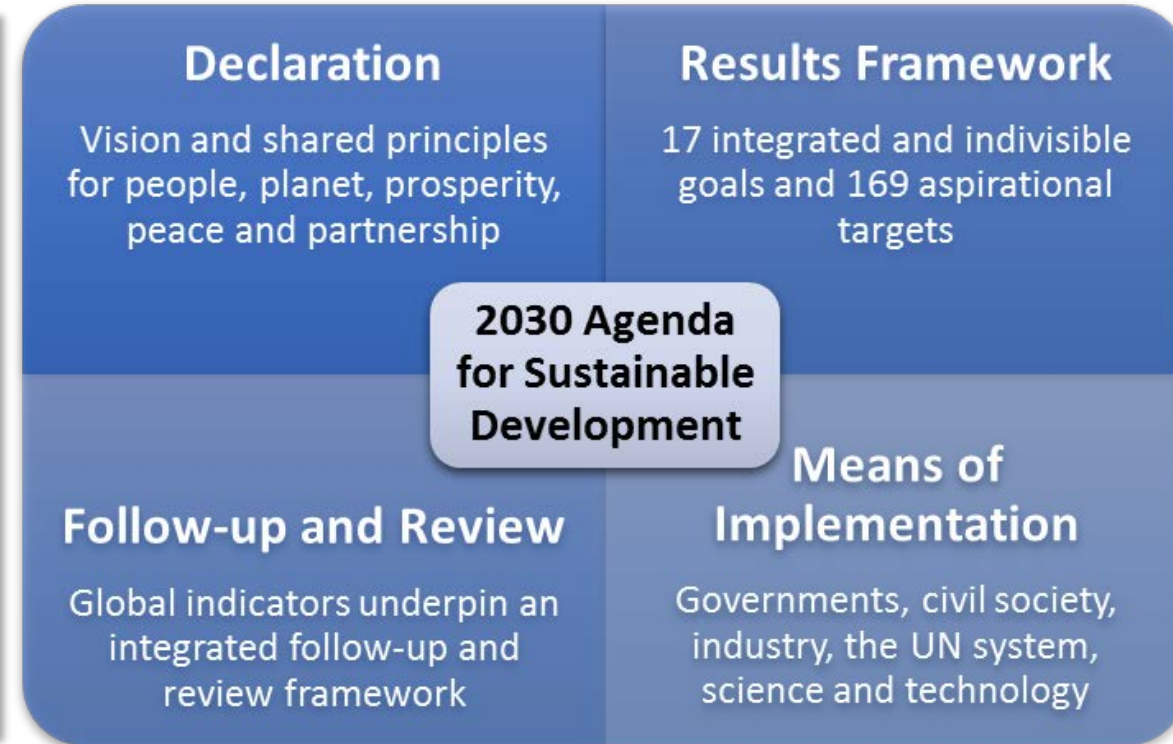 Declaration
Vision and shared principles
for people, planet, prosperity,
peace and partnership
Results Framework
17 integrated and indivisible
goals and 169 aspirational
targets
2030 Agenda
for Sustainable
Development
Follow-up and Review
Global indicators underpin an
integrated follow-up and
review framework
Means of
Implementation
Governments, civil society,
industry, the UN system,
science and technology